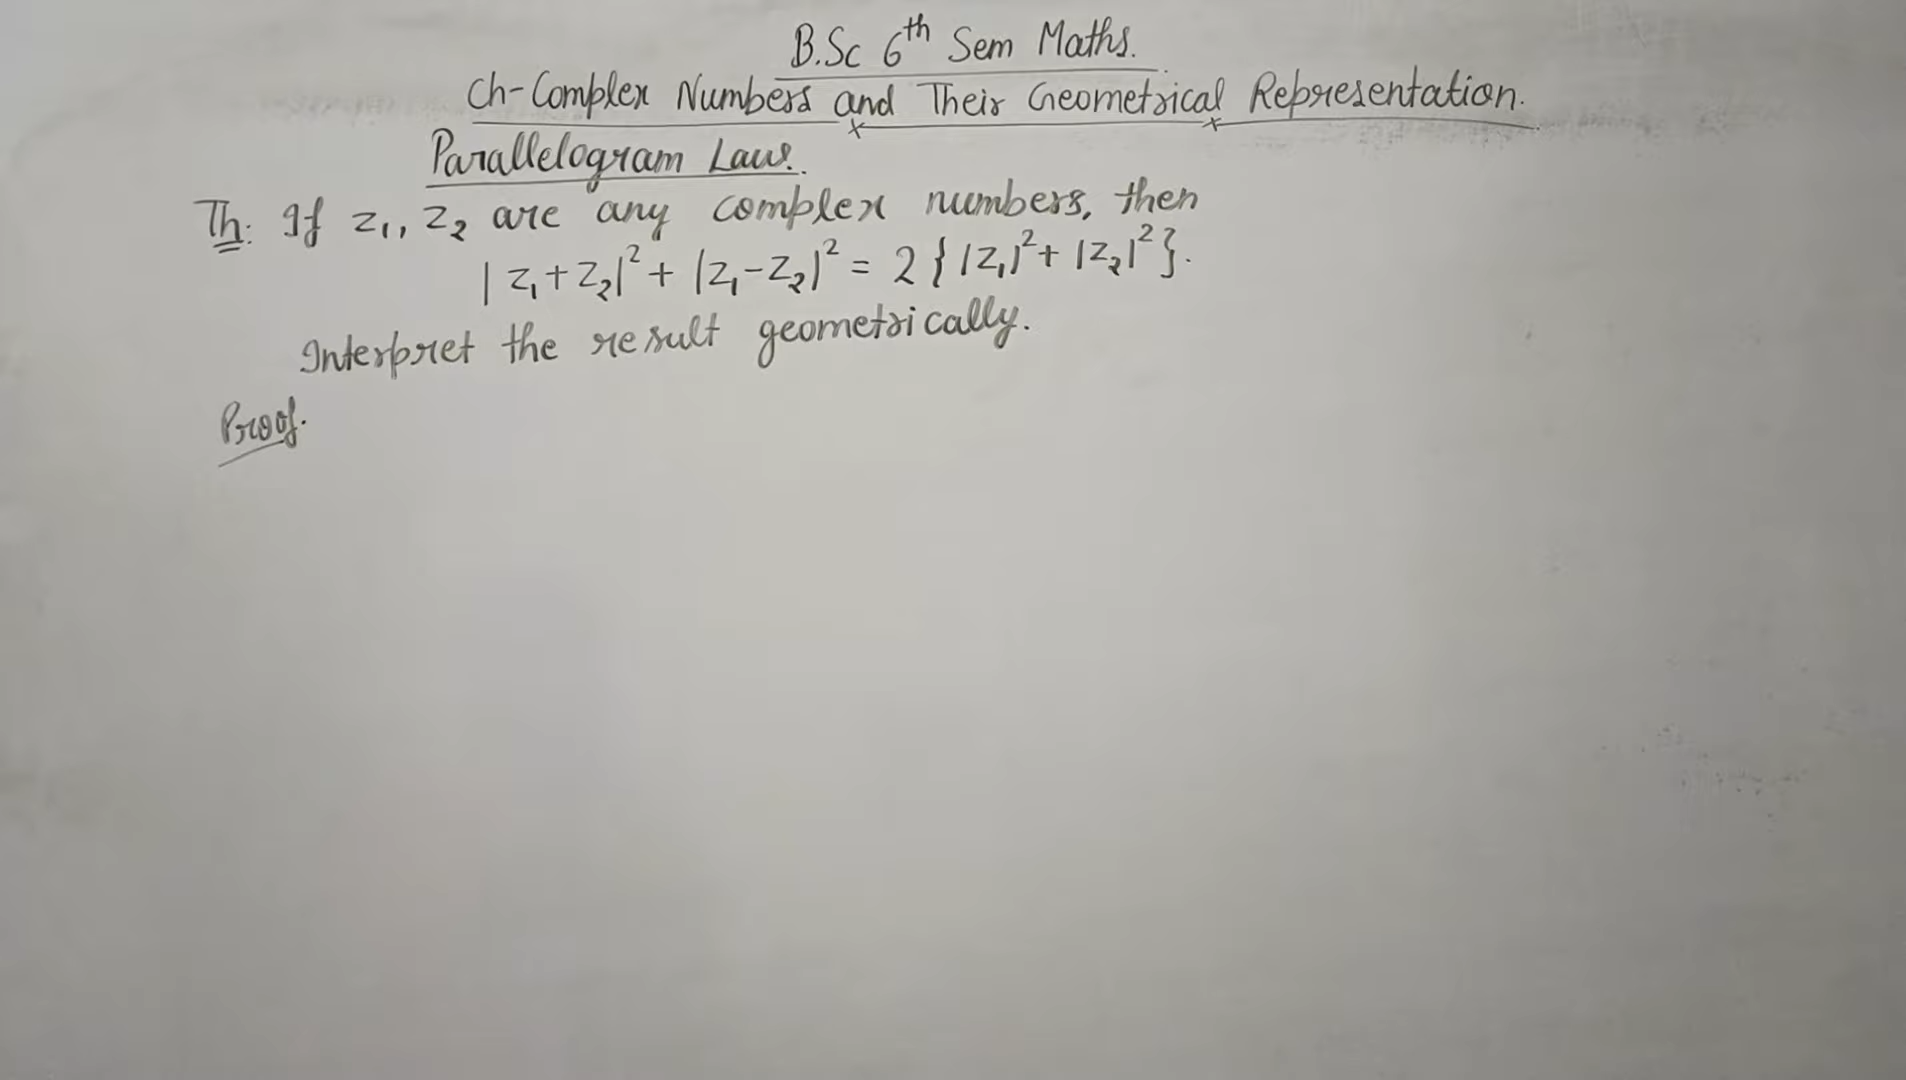 B.Sc 6th Sem Maths.
Ch-Complex Numbers and Their Geometrical Representation.
Parallelogram Law.
Th: If z₁, z₂ are any complex numbers, then
|z₁+z₂|²+|z₁-z₂|² = 2{|z₁|²+|z₂|²}.
Interpret the result geometrically.
Proof.